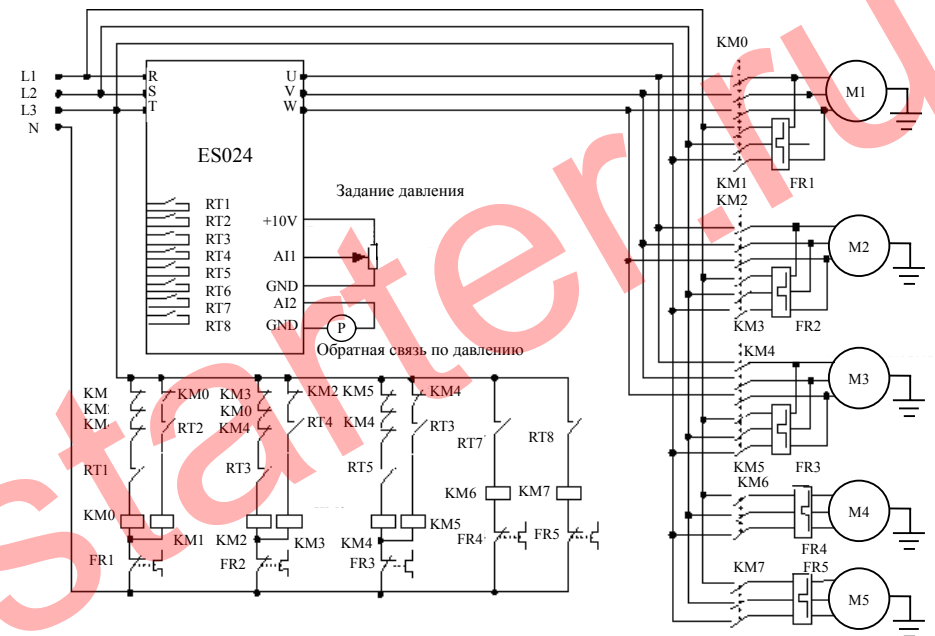 KM0
L1
R
U
L2
S
V
M1
L3
T
W
N
ES024
Задание давления
KM1
FR1
KM2
RT1
RT2
+10V
RT3
M2
RT4
AI1
RT5
RT6
GND
RT7
AI2
RT8
GND
P
KM3
FR2
Обратная связь по давлению
KM4
M3
KM
KM0
KM3
KM2
KM5
KM4
KM
KM0
KM
RT2
KM4
RT4
KM4
RT3
RT7
RT8
RT1
RT3
RT5
KM5
FR3
KM6
KM6
KM7
M4
KM0
KM1
KM2
KM3
KM4
KM5
FR4
FR5
FR1
FR2
FR3
FR4
KM7
FR5
M5
starter.ru